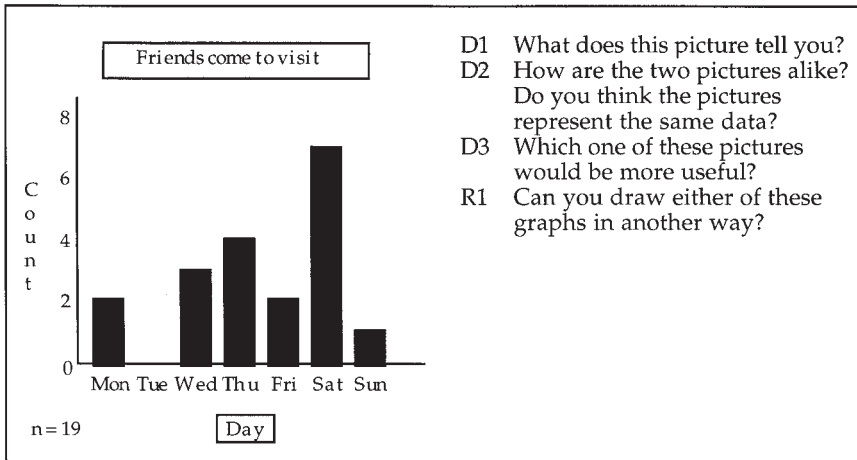 Friends come to visit
8
6
4
2
0
Count
Mon Tue Wed Thu Fri Sat Sun
n=19
Day
D1 What does this picture tell you?
D2 How are the two pictures alike?
Do you think the pictures
represent the same data?
D3 Which one of these pictures
would be more useful?
R1 Can you draw either of these
graphs in another way?